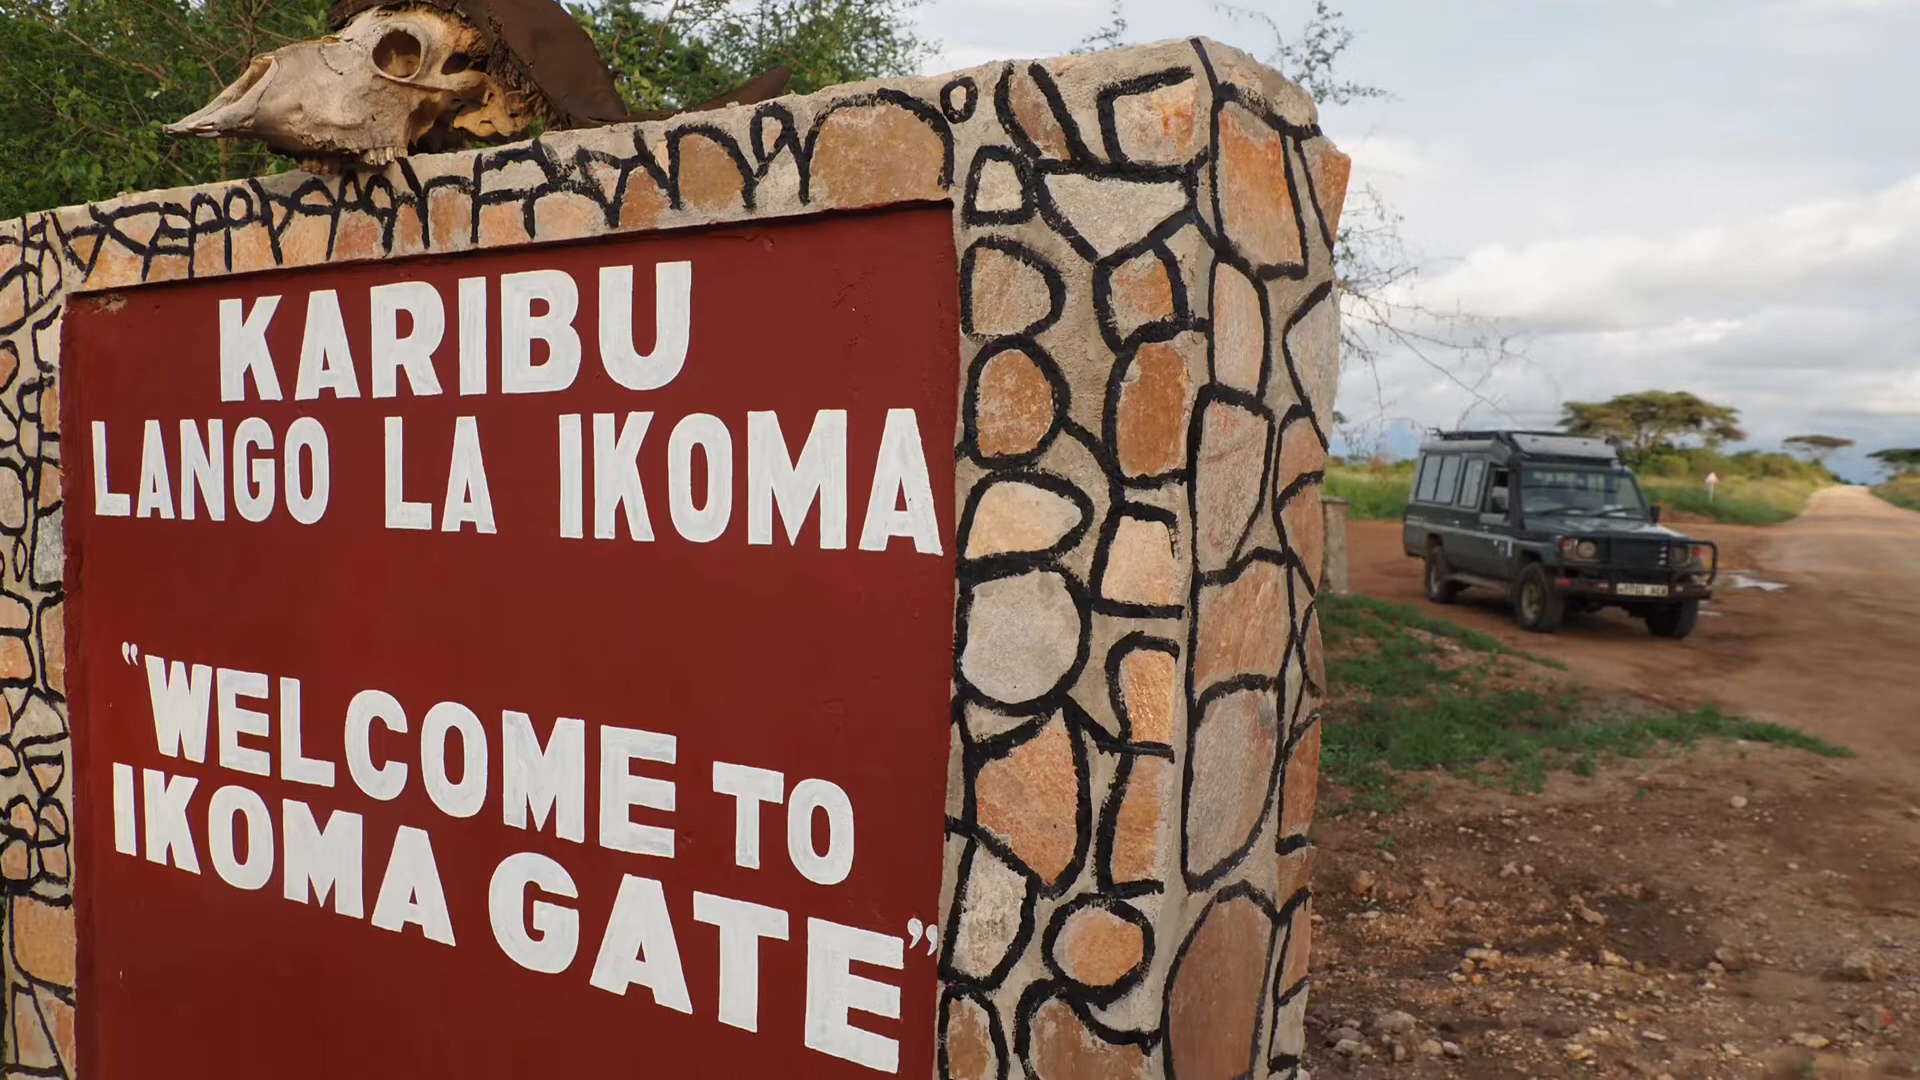 KARIBU
LANGO LA IKOMA
"WELCOME TO
IKOMA GATE"